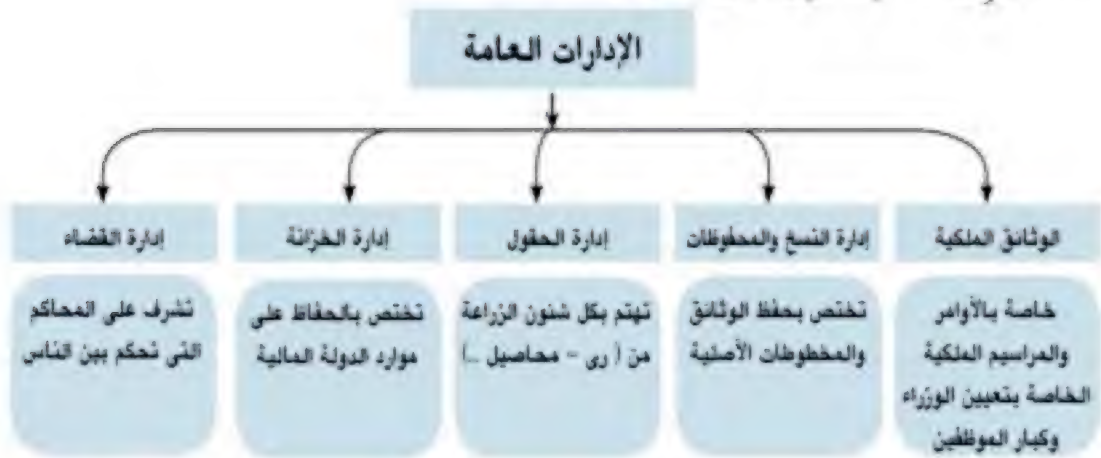 الإدارات العامة
الوثائق الملكية
خاصة بالأوامر
والمراسيم الملكية
الخاصة بتعيين الوزراء
وكبار الموظفين
إدارة النسخ والمحفوظات
تختص بحفظ الوثائق
والمخطوطات الأصلية
إدارة الحقول
تهتم بكل شئون الزراعة
من ( رى - محاصيل ..)
إدارة الخزانة
تختص بالحفاظ على
موارد الدولة المالية
إدارة القضاء
تشرف على المحاكم
التى تحكم بين الناس